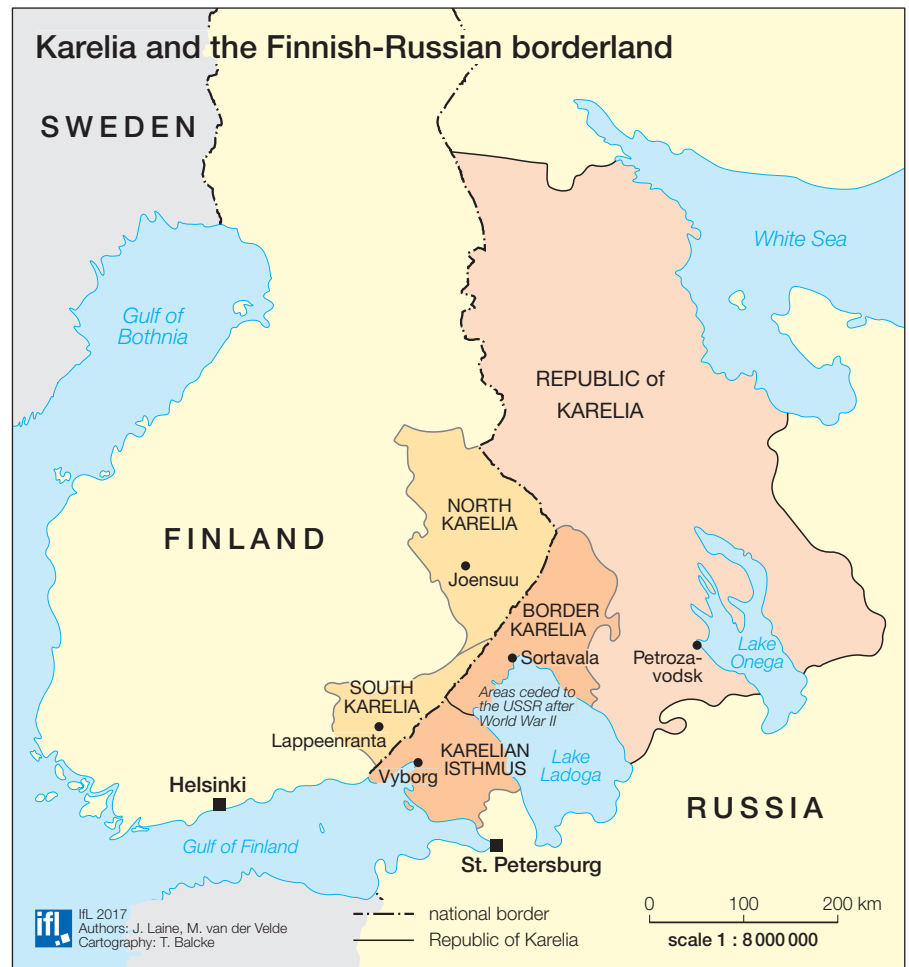 Karelia and the Finnish-Russian borderland
SWEDEN
White Sea
Gulf of
Bothnia
REPUBLIC of
KARELIA
NORTH
KARELIA
FINLAND
Joensuu
BORDER
KARELIA
Sortavala
Petroza-
vodsk
Lake
Onega
SOUTH
KARELIA
Areas ceded to
the USSR after
World War II
Lappeenranta
KARELIAN
ISTHMUS
Lake
Ladoga
Vyborg
Helsinki
RUSSIA
Gulf of Finland
St. Petersburg
ifl
IfL 2017
Authors: J. Laine, M. van der Velde
Cartography: T. Balcke
national border
Republic of Karelia
0 100 200 km
scale 1 : 8 000 000